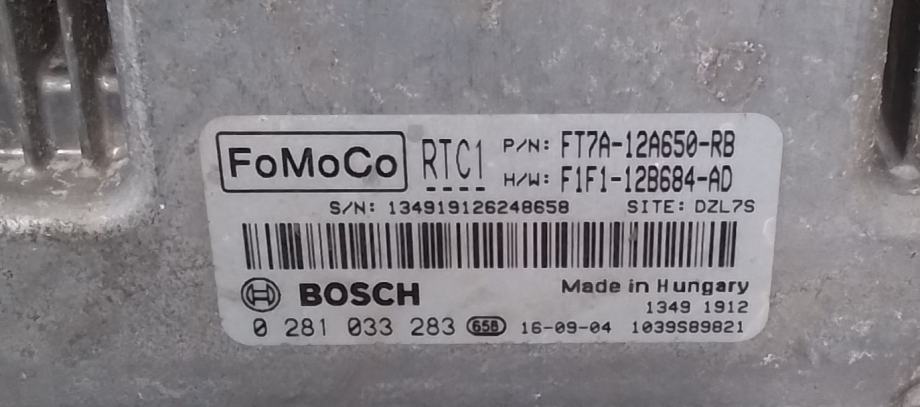 FoMoCo RTC1 P/N: FT7A-12A650-RB
H/W: F1F1-12B684-AD
S/N: 134919126248658 SITE: DZL7S
BOSCH Made in Hungary
1349 1912
0 281 033 283 658 16-09-04 1039S89821